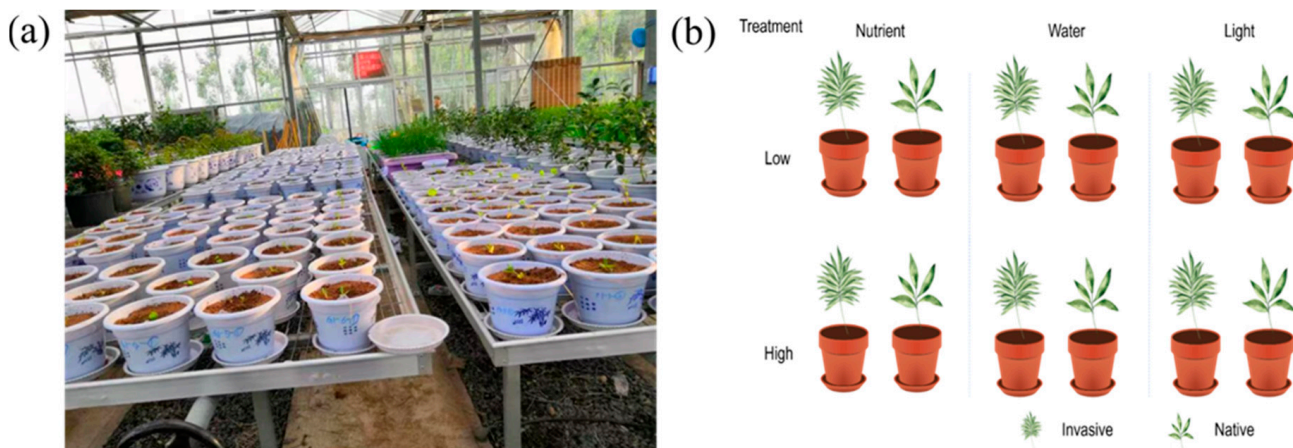 (a)
(b)
Treatment
Nutrient
Water
Light
Low
High
Invasive
Native